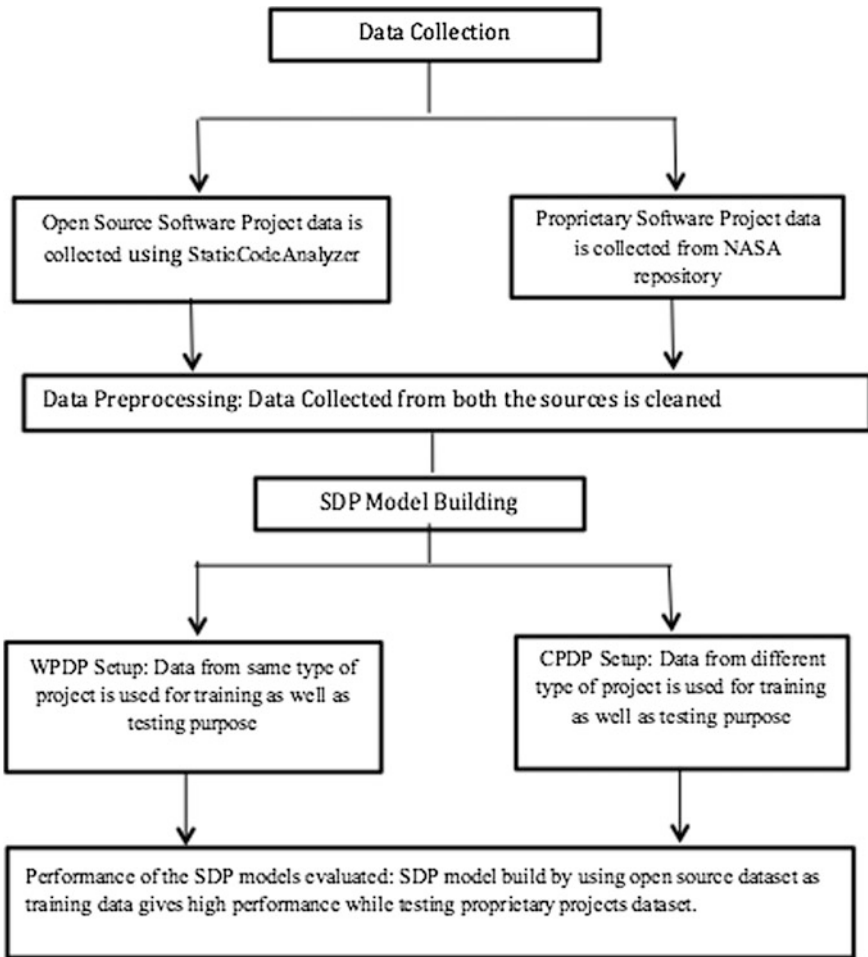 Data Collection
Open Source Software Project data is
collected using StaticCodeAnalyzer
Proprietary Software Project data
is collected from NASA
repository
Data Preprocessing: Data Collected from both the sources is cleaned
SDP Model Building
WPDP Setup: Data from same type of
project is used for training as well as
testing purpose
CPDP Setup: Data from different
type of project is used for training
as well as testing purpose
Performance of the SDP models evaluated: SDP model build by using open source dataset as
training data gives high performance while testing proprietary projects dataset.